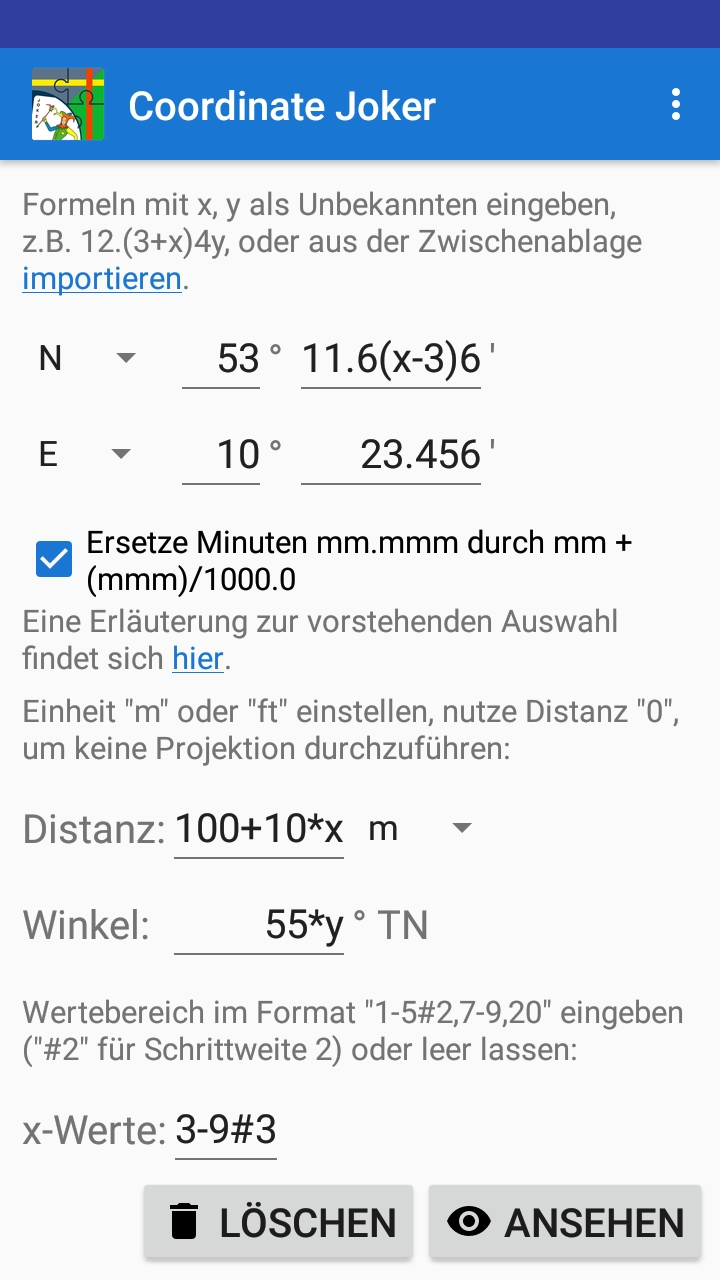 Coordinate Joker
Formeln mit x, y als Unbekannten eingeben,
z.B. 12.(3+x)4y, oder aus der Zwischenablage
importieren.
N 53 ° 11.6(x-3)6 '
E 10 ° 23.456 '
Ersetze Minuten mm.mmm durch mm +
(mmm)/1000.0
Eine Erläuterung zur vorstehenden Auswahl
findet sich hier.
Einheit "m" oder "ft" einstellen, nutze Distanz "0",
um keine Projektion durchzuführen:
Distanz: 100+10*x m
Winkel: 55*y ° TN
Wertebereich im Format "1-5#2,7-9,20" eingeben
("#2" für Schrittweite 2) oder leer lassen:
x-Werte: 3-9#3
LÖSCHEN ANSEHEN